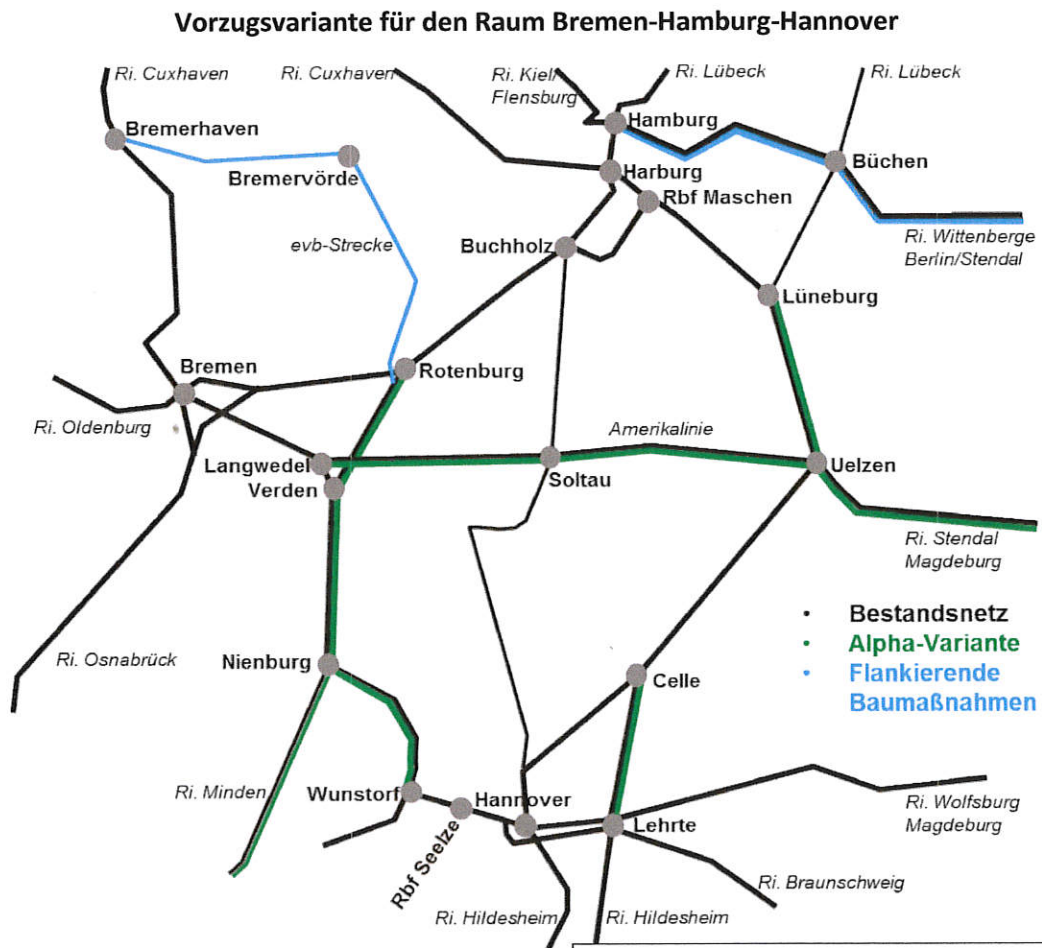 Vorzugsvariante für den Raum Bremen-Hamburg-Hannover
Ri. Cuxhaven
Ri. Cuxhaven
Ri. Kiel/
Flensburg
Ri. Lübeck
Ri. Lübeck
Bremerhaven
Hamburg
Bremervörde
Harburg
Büchen
Rbf Maschen
evb-Strecke
Buchholz
Ri. Wittenberge
Berlin/Stendal
Lüneburg
Bremen
Rotenburg
Ri. Oldenburg
Amerikalinie
Langwedel
Soltau
Uelzen
Verden
Ri. Stendal
Magdeburg
• Bestandsnetz
• Alpha-Variante
• Flankierende
Baumaßnahmen
Ri. Osnabrück
Nienburg
Celle
Ri. Minden
Wunstorf
Hannover
Ri. Wolfsburg
Magdeburg
Lehrte
Rbf Seelze
Ri. Braunschweig
Ri. Hildesheim
Ri. Hildesheim